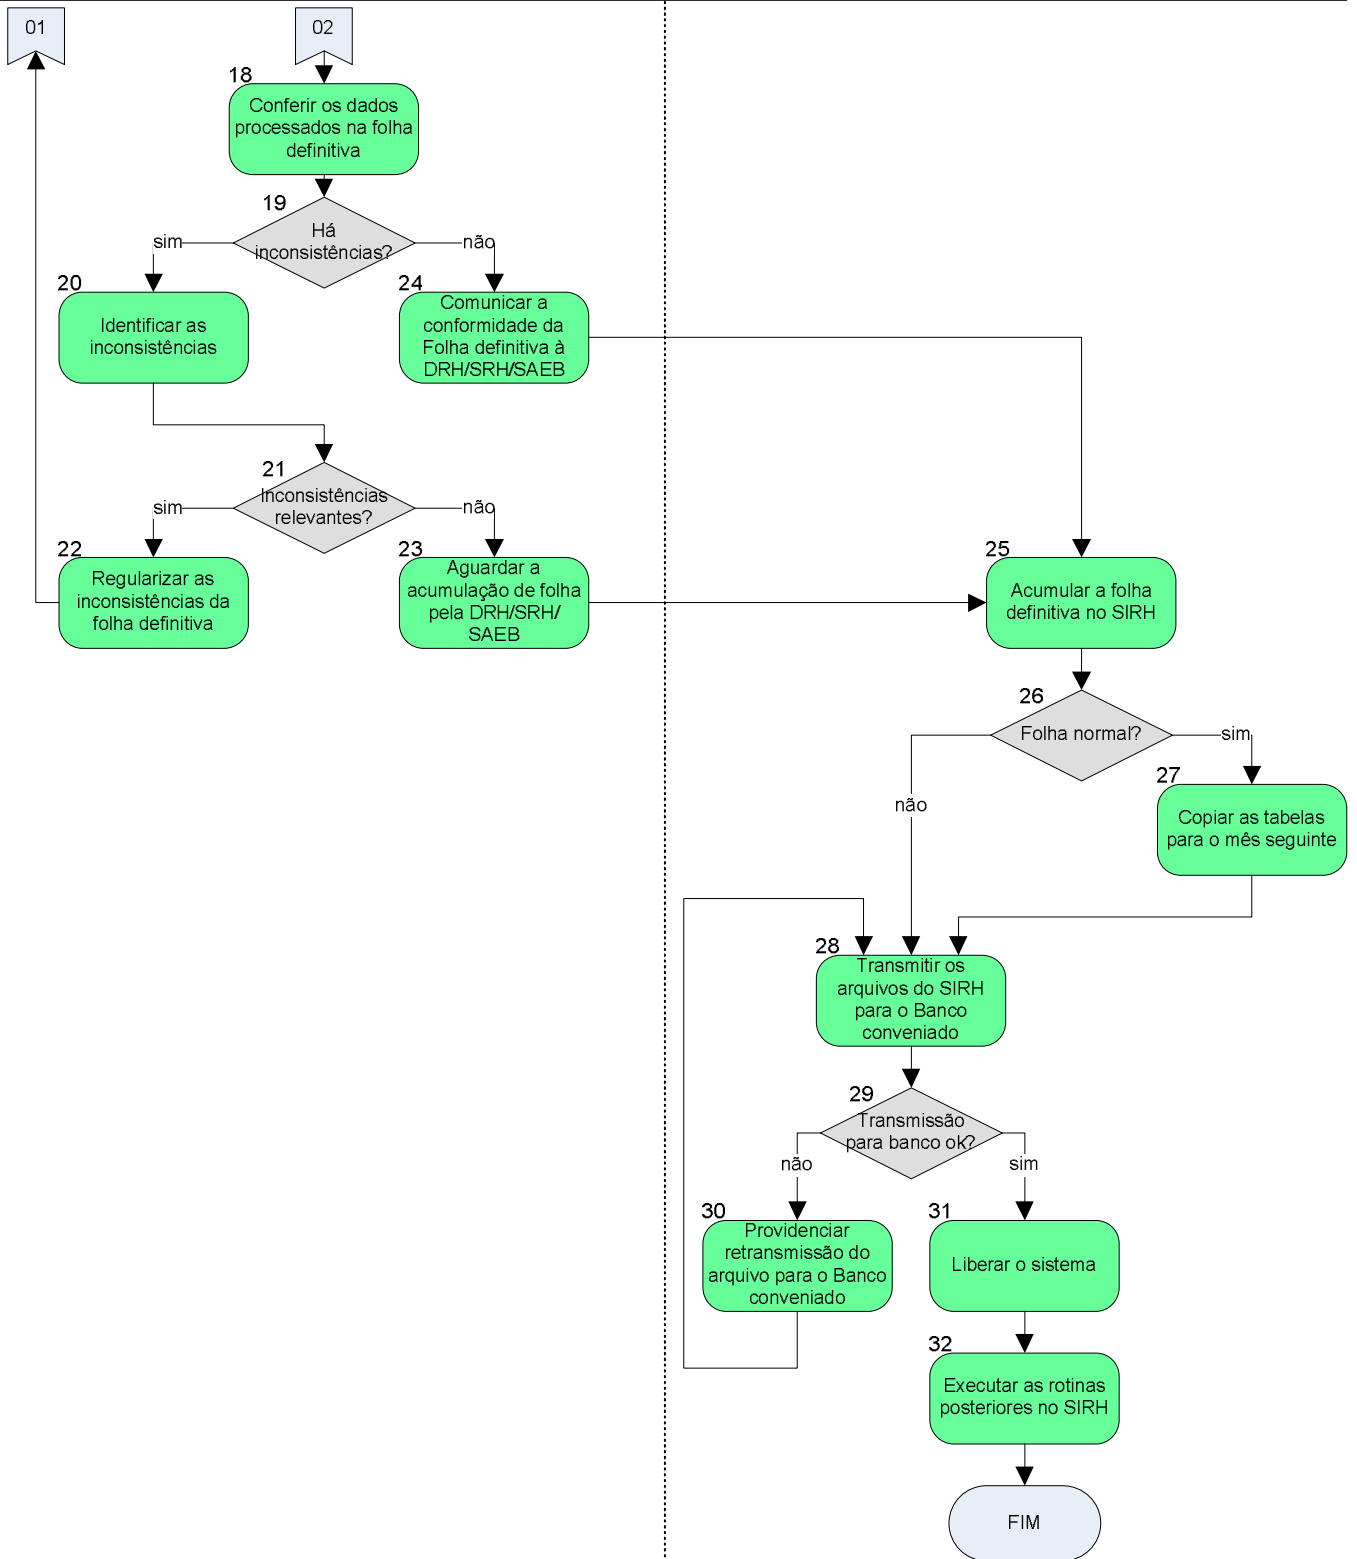 01
02
18
Conferir os dados
processados na folha
definitiva
19
Há
inconsistências?
sim
não
20
Identificar as
inconsistências
24
Comunicar a
conformidade da
Folha definitiva à
DRH/SRH/SAEB
21
Inconsistências
relevantes?
sim
não
22
Regularizar as
inconsistências da
folha definitiva
23
Aguardar a
acumulação de folha
pela DRH/SRH/
SAEB
25
Acumular a folha
definitiva no SIRH
26
Folha normal?
sim
não
27
Copiar as tabelas
para o mês seguinte
28
Transmitir os
arquivos do SIRH
para o Banco
conveniado
29
Transmissão
para banco ok?
não
sim
30
Providenciar
retransmissão do
arquivo para o Banco
conveniado
31
Liberar o sistema
32
Executar as rotinas
posteriores no SIRH
FIM